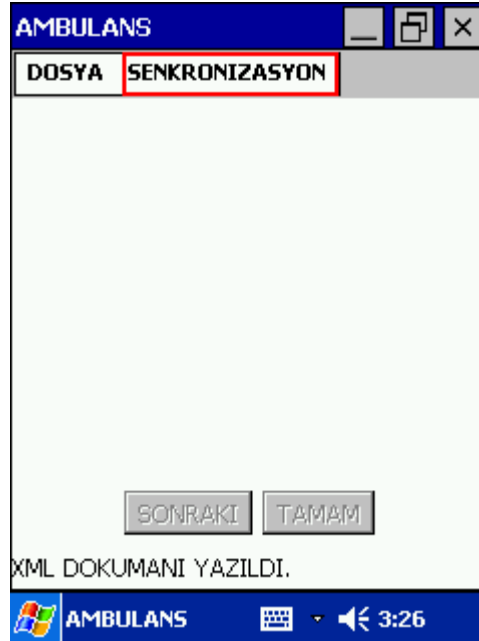 AMBULANS
DOSYA SENKRONIZASYON
SONRAKI TAMAM
XML DOKUMANI YAZILDI.
AMBULANS 3:26